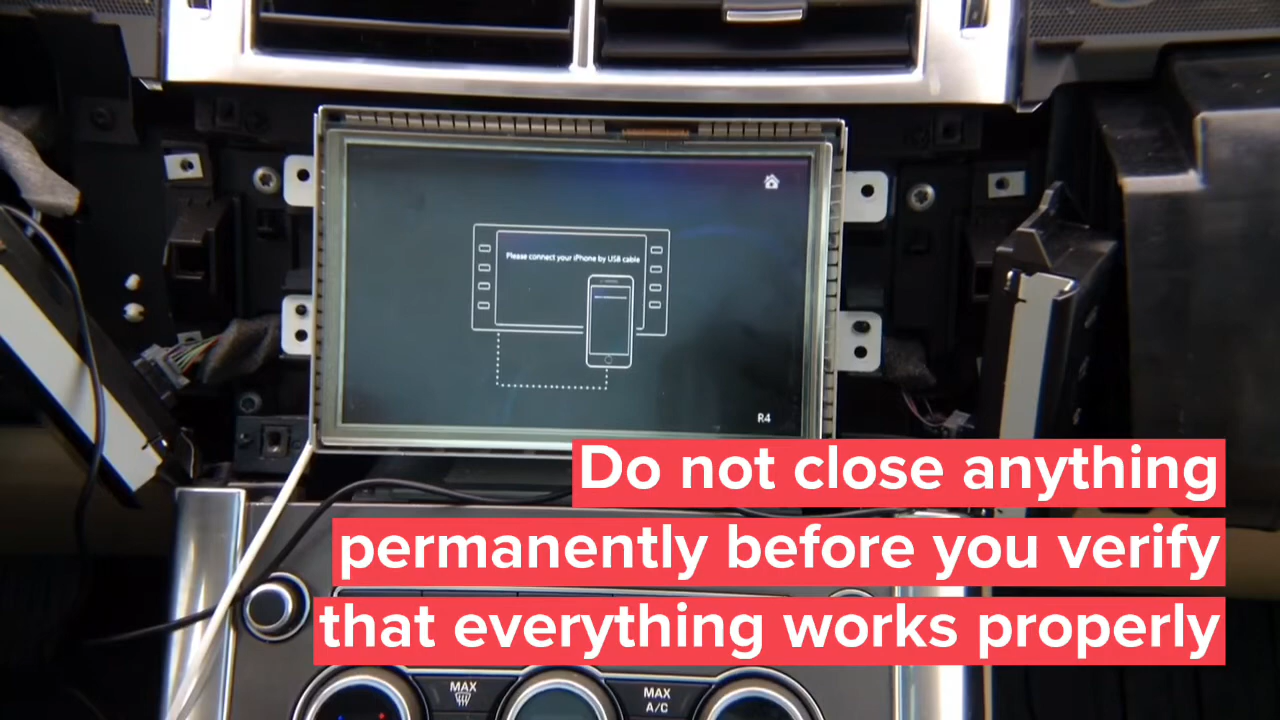 Please connect your iPhone by USB cable
R4
Do not close anything
permanently before you verify
that everything works properly
MAX
MAX
A/C